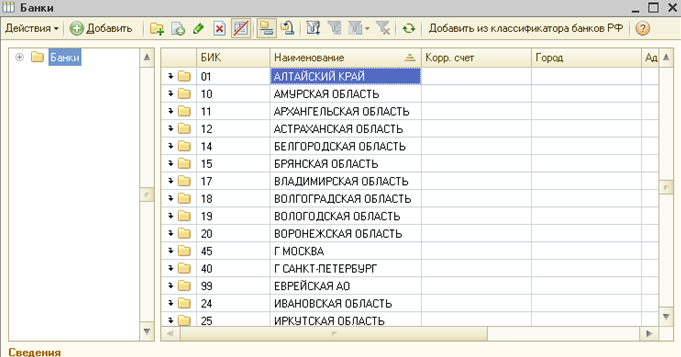 Банки
Действия Добавить Добавить из классификатора банков РФ ?
Банки
БИК Наименование Корр. счет Город Ад
01 АЛТАЙСКИЙ КРАЙ
10 АМУРСКАЯ ОБЛАСТЬ
11 АРХАНГЕЛЬСКАЯ ОБЛАСТЬ
12 АСТРАХАНСКАЯ ОБЛАСТЬ
14 БЕЛГОРОДСКАЯ ОБЛАСТЬ
15 БРЯНСКАЯ ОБЛАСТЬ
17 ВЛАДИМИРСКАЯ ОБЛАСТЬ
18 ВОЛГОГРАДСКАЯ ОБЛАСТЬ
19 ВОЛОГОДСКАЯ ОБЛАСТЬ
20 ВОРОНЕЖСКАЯ ОБЛАСТЬ
45 Г МОСКВА
40 Г САНКТ-ПЕТЕРБУРГ
99 ЕВРЕЙСКАЯ АО
24 ИВАНОВСКАЯ ОБЛАСТЬ
25 ИРКУТСКАЯ ОБЛАСТЬ
Сведения